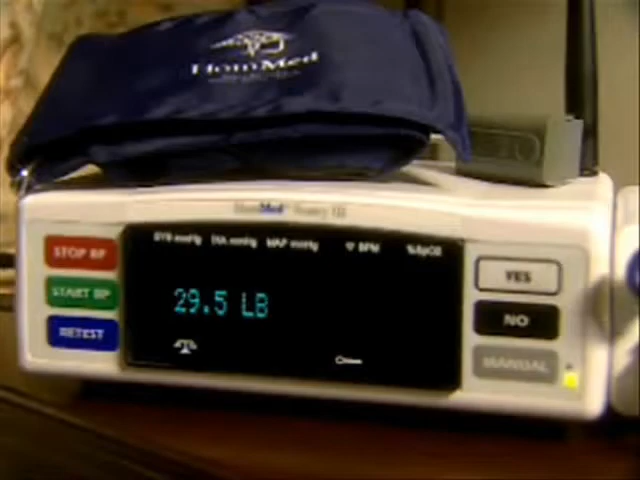 HomMed
STOP BP
START BP
RETEST
SYS mmHg DIA mmHg MAP mmHg ♥ BPM %SpO2
29.5 LB
YES
NO
MANUAL